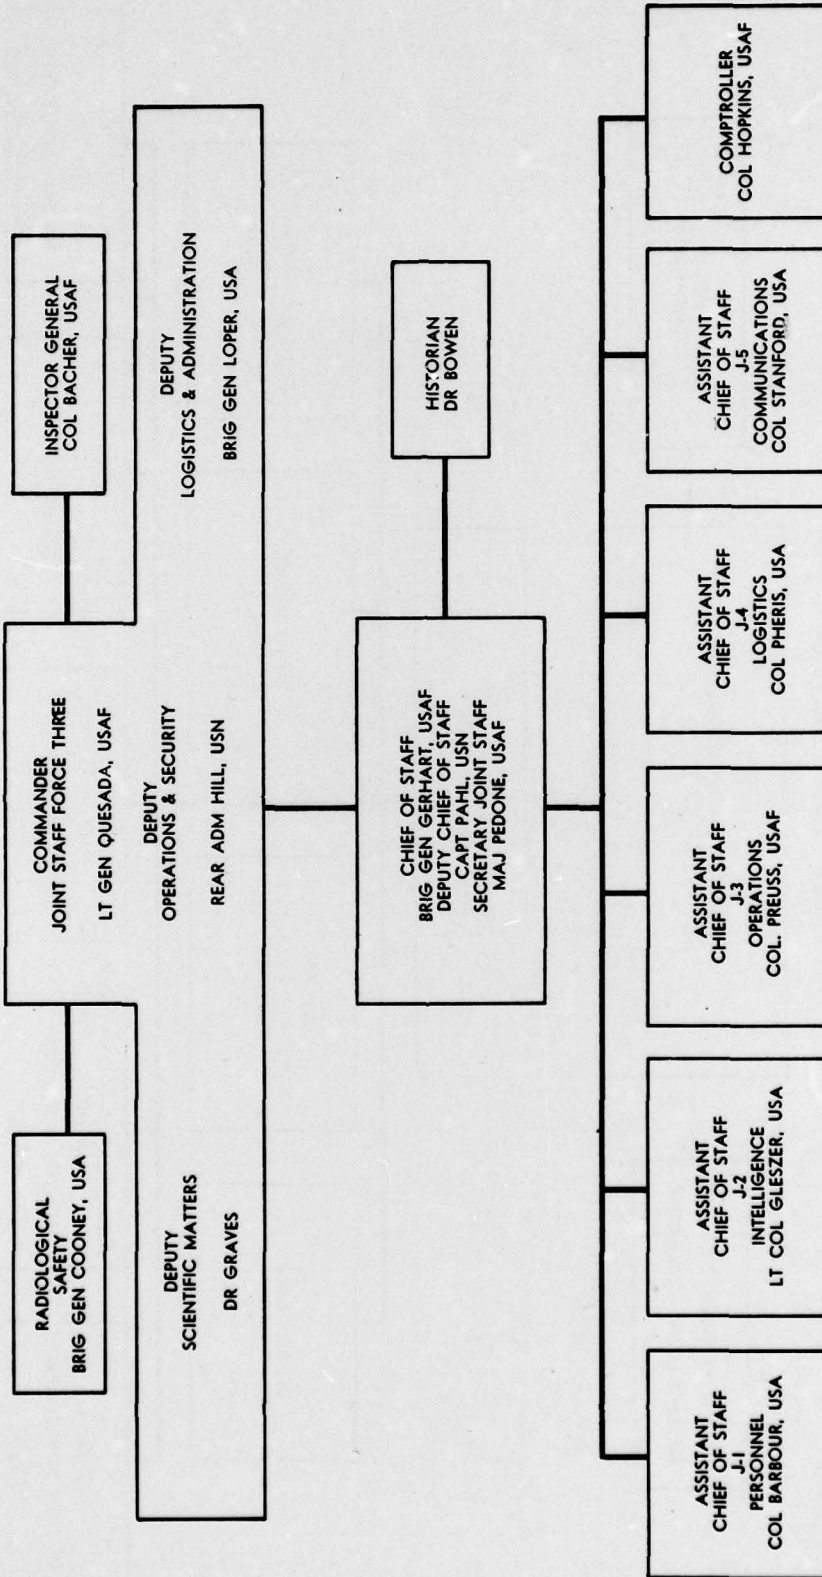 RADIOLOGICAL
SAFETY
BRIG GEN COONEY, USA
COMMANDER
JOINT STAFF FORCE THREE
LT GEN QUESADA, USAF
INSPECTOR GENERAL
COL BACHER, USAF
DEPUTY
SCIENTIFIC MATTERS
DR GRAVES
DEPUTY
OPERATIONS & SECURITY
REAR ADM HILL, USN
DEPUTY
LOGISTICS & ADMINISTRATION
BRIG GEN LOPER, USA
CHIEF OF STAFF
BRIG GEN GERHART, USAF
DEPUTY CHIEF OF STAFF
CAPT PAHL, USN
SECRETARY JOINT STAFF
MAJ PEDONE, USAF
HISTORIAN
DR BOWEN
ASSISTANT
CHIEF OF STAFF
J-1
PERSONNEL
COL BARBOUR, USA
ASSISTANT
CHIEF OF STAFF
J-2
INTELLIGENCE
LT COL GLESZER, USA
ASSISTANT
CHIEF OF STAFF
J-3
OPERATIONS
COL. PREUSS, USAF
ASSISTANT
CHIEF OF STAFF
J-4
LOGISTICS
COL PHERIS, USA
ASSISTANT
CHIEF OF STAFF
J-5
COMMUNICATIONS
COL STANFORD, USA
COMPTROLLER
COL HOPKINS, USAF